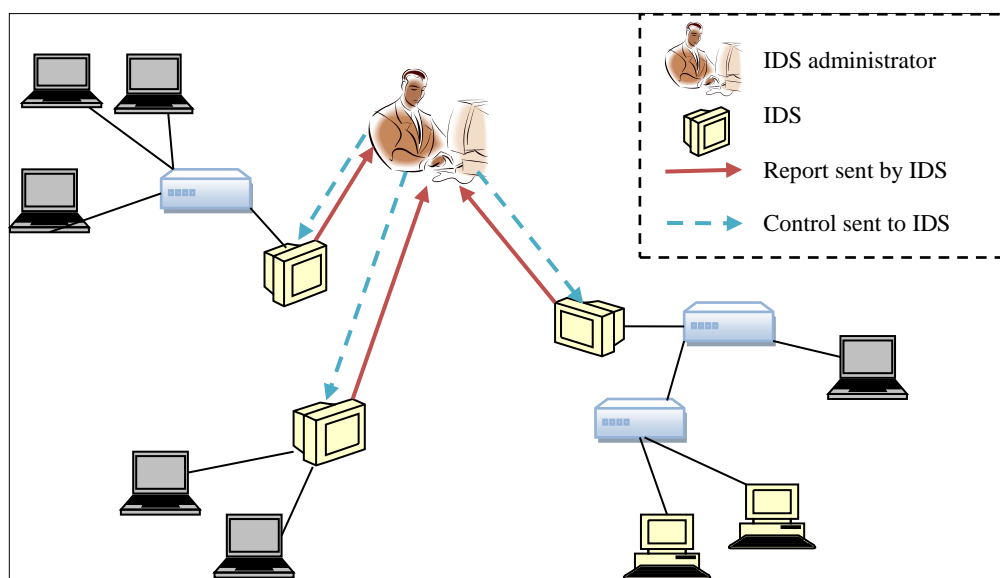 IDS administrator
IDS
Report sent by IDS
Control sent to IDS